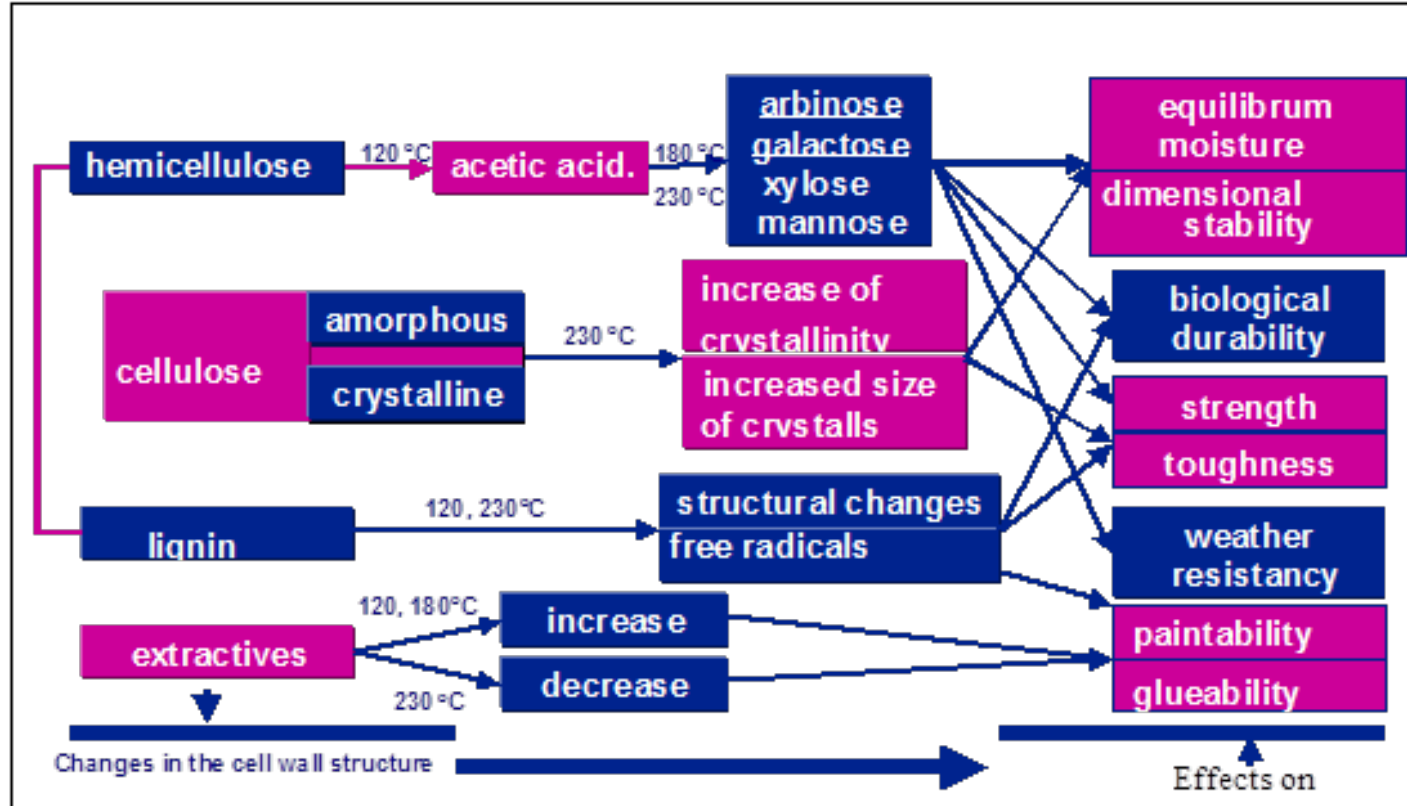 hemicellulose
120 °C
acetic acid.
180 °C
230 °C
arbinose
galactose
xylose
mannose
equilibrum
moisture
dimensional
stability
cellulose
amorphous
crystalline
230 °C
increase of
crystallinity
increased size
of crystalls
biological
durability
strength
toughness
lignin
120, 230°C
structural changes
free radicals
weather
resistancy
extractives
120, 180°C
230 °C
increase
decrease
paintability
glueability
Changes in the cell wall structure
Effects on